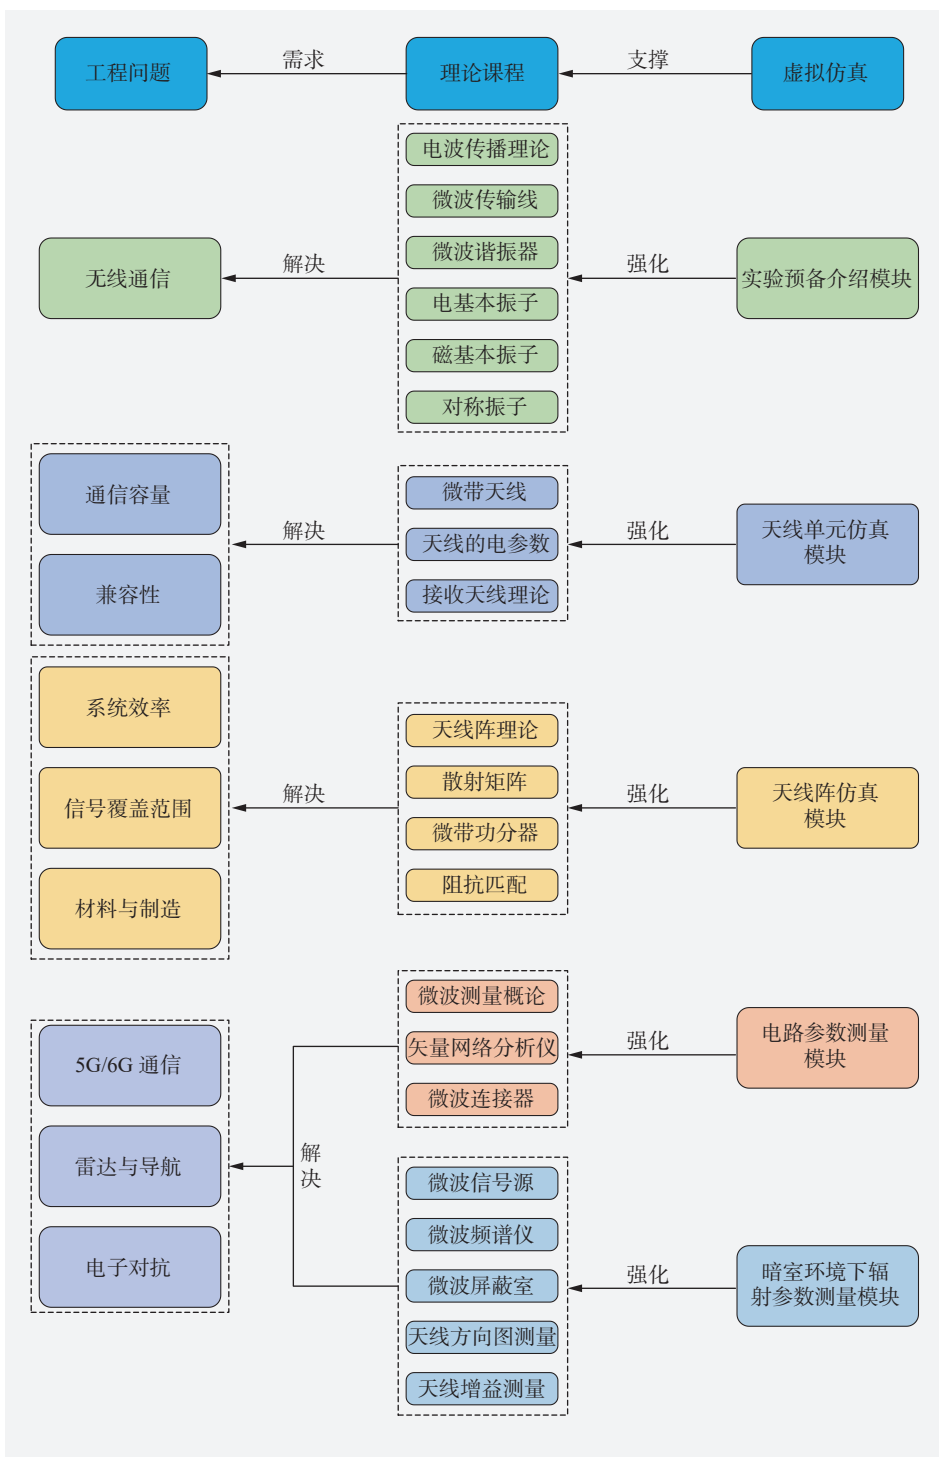 工程问题
需求
理论课程
支撑
虚拟仿真
电波传播理论
微波传输线
微波谐振器
电基本振子
磁基本振子
对称振子
无线通信
解决
强化
实验预备介绍模块
通信容量
兼容性
解决
微带天线
天线的电参数
接收天线理论
强化
天线单元仿真
模块
系统效率
信号覆盖范围
材料与制造
解决
天线阵理论
散射矩阵
微带功分器
阻抗匹配
强化
天线阵仿真
模块
5G/6G 通信
雷达与导航
电子对抗
解
决
微波测量概论
矢量网络分析仪
微波连接器
强化
电路参数测量
模块
微波信号源
微波频谱仪
微波屏蔽室
天线方向图测量
天线增益测量
强化
暗室环境下辐
射参数测量模块